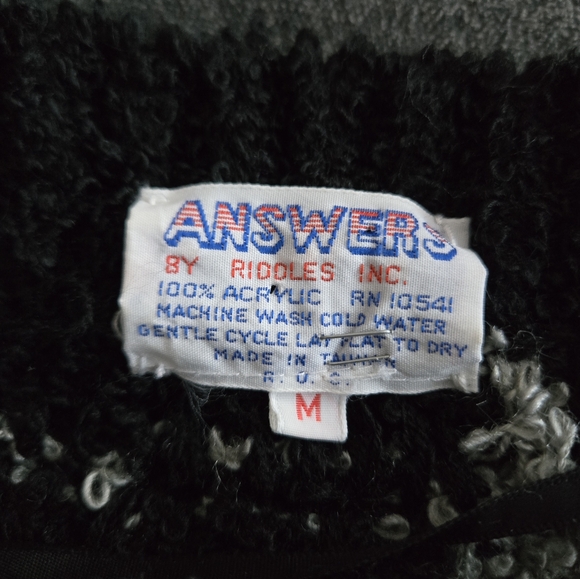 ANSWERS
BY RIDDLES INC.
100% ACRYLIC RN 10541
MACHINE WASH COLD WATER
GENTLE CYCLE LAY FLAT TO DRY
MADE IN TAIWAN
R. O. C.
M